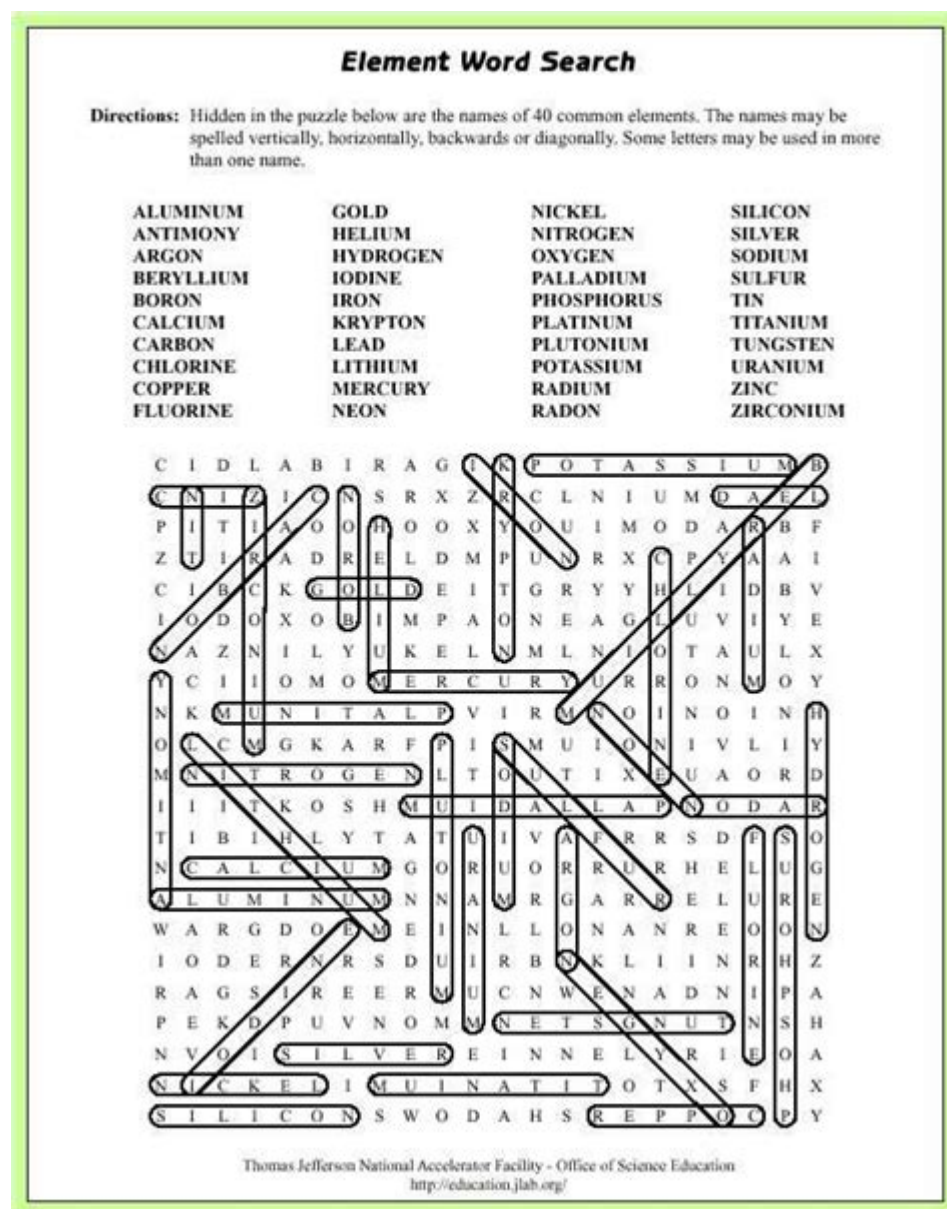 Element Word Search
Directions: Hidden in the puzzle below are the names of 40 common elements. The names may be
spelled vertically, horizontally, backwards or diagonally. Some letters may be used in more
than one name.
ALUMINUM GOLD NICKEL SILICON
ANTIMONY HELIUM NITROGEN SILVER
ARGON HYDROGEN OXYGEN SODIUM
BERYLLIUM IODINE PALLADIUM SULFUR
BORON IRON PHOSPHORUS TIN
CALCIUM KRYPTON PLATINUM TITANIUM
CARBON LEAD PLUTONIUM TUNGSTEN
CHLORINE LITHIUM POTASSIUM URANIUM
COPPER MERCURY RADIUM ZINC
FLUORINE NEON RADON ZIRCONIUM
C I D L A B I R A G I K P O T A S S I U M B
C N I Z I C N S R X Z R C L N I U M D A E L
P I T I A O O H O O X Y O U I M O D A R B F
Z T I R A D R E L D M P U N R X C P Y A A I
C I B C K G O L D E I T G R Y Y H L I D B V
I O D O X O B I M P A O N E A G L U V I Y E
N A Z N I L Y U K E L N M L N I O T A U L X
Y C I I O M O M E R C U R Y U R R O N M O Y
N K M U N I T A L P V I R M N O I N O I N H
O L C M G K A R F P I S M U I O N I V L I Y
M N I T R O G E N L T O U T I X E U A O R D
I I I T K O S H M U I D A L L A P N O D A R
T I B I H L Y T A T U I V A F R R S D F S O
N C A L C I U M G O R U O R R U R H E L U G
A L U M I N U M N N A M R G A R R E L U R E
W A R G D O E M E I N L L O N A N R E O O N
I O D E R N R S D U I R B N K L I I N R H Z
R A G S I R E E R M U C N W E N A D N I P A
P E K D P U V N O M M N E T S G N U T N S H
N V O I S I L V E R E I N N E L Y R I E O A
N I C K E L I M U I N A T I T O T X S F H X
S I L I C O N S W O D A H S R E P P O C P Y
Thomas Jefferson National Accelerator Facility - Office of Science Education
http://education.jlab.org/